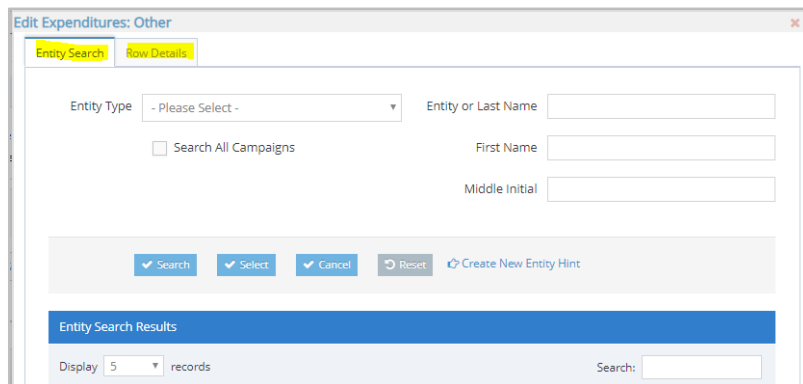 Edit Expenditures: Other
Entity Search Row Details
Entity Type - Please Select - Entity or Last Name
Search All Campaigns First Name
Middle Initial
Search Select Cancel Reset Create New Entity Hint
Entity Search Results
Display 5 records Search: